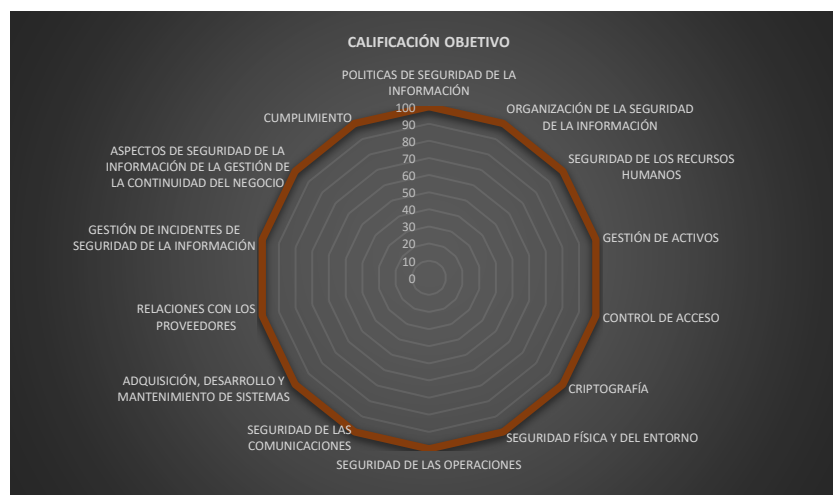 CALIFICACIÓN OBJETIVO
POLITICAS DE SEGURIDAD DE LA
INFORMACIÓN
ORGANIZACIÓN DE LA SEGURIDAD
DE LA INFORMACIÓN
SEGURIDAD DE LOS RECURSOS
HUMANOS
GESTIÓN DE ACTIVOS
CONTROL DE ACCESO
CRIPTOGRAFÍA
SEGURIDAD FÍSICA Y DEL ENTORNO
SEGURIDAD DE LAS OPERACIONES
SEGURIDAD DE LAS
COMUNICACIONES
ADQUISICIÓN, DESARROLLO Y
MANTENIMIENTO DE SISTEMAS
RELACIONES CON LOS
PROVEEDORES
GESTIÓN DE INCIDENTES DE
SEGURIDAD DE LA INFORMACIÓN
ASPECTOS DE SEGURIDAD DE LA
INFORMACIÓN DE LA GESTIÓN DE
LA CONTINUIDAD DEL NEGOCIO
CUMPLIMIENTO
100
90
80
70
60
50
40
30
20
10
0